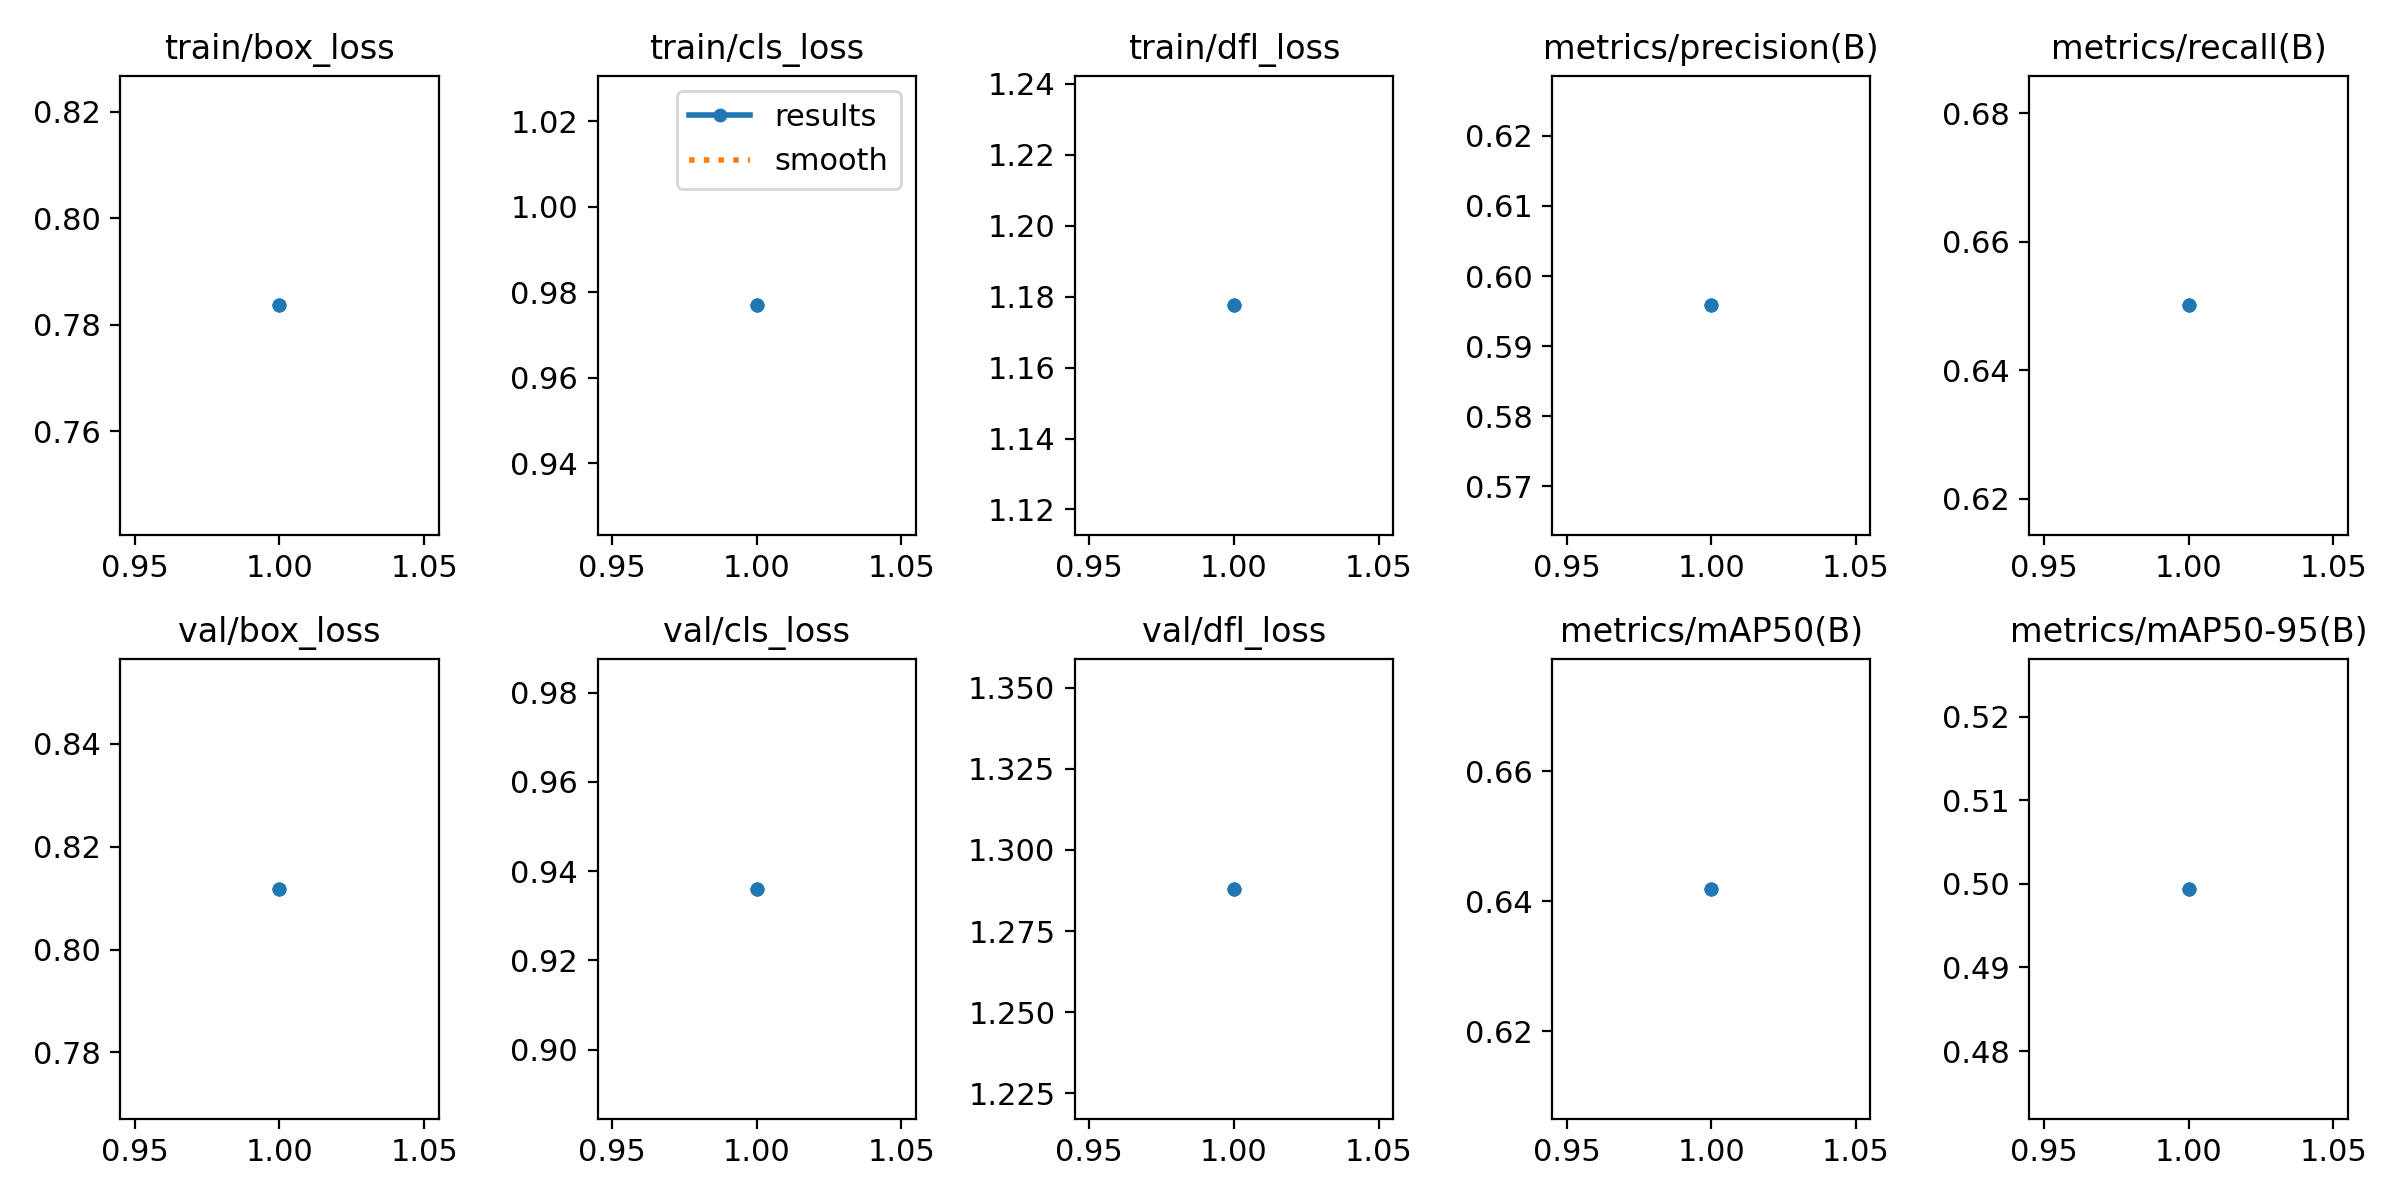 train/box_loss
0.82
0.80
0.78
0.76
0.95 1.00 1.05
train/cls_loss
results
smooth
1.02
1.00
0.98
0.96
0.94
0.95 1.00 1.05
train/dfl_loss
1.24
1.22
1.20
1.18
1.16
1.14
1.12
0.95 1.00 1.05
metrics/precision(B)
0.62
0.61
0.60
0.59
0.58
0.57
0.95 1.00 1.05
metrics/recall(B)
0.68
0.66
0.64
0.62
0.95 1.00 1.05
val/box_loss
0.84
0.82
0.80
0.78
0.95 1.00 1.05
val/cls_loss
0.98
0.96
0.94
0.92
0.90
0.95 1.00 1.05
val/dfl_loss
1.350
1.325
1.300
1.275
1.250
1.225
0.95 1.00 1.05
metrics/mAP50(B)
0.66
0.64
0.62
0.95 1.00 1.05
metrics/mAP50-95(B)
0.52
0.51
0.50
0.49
0.48
0.95 1.00 1.05